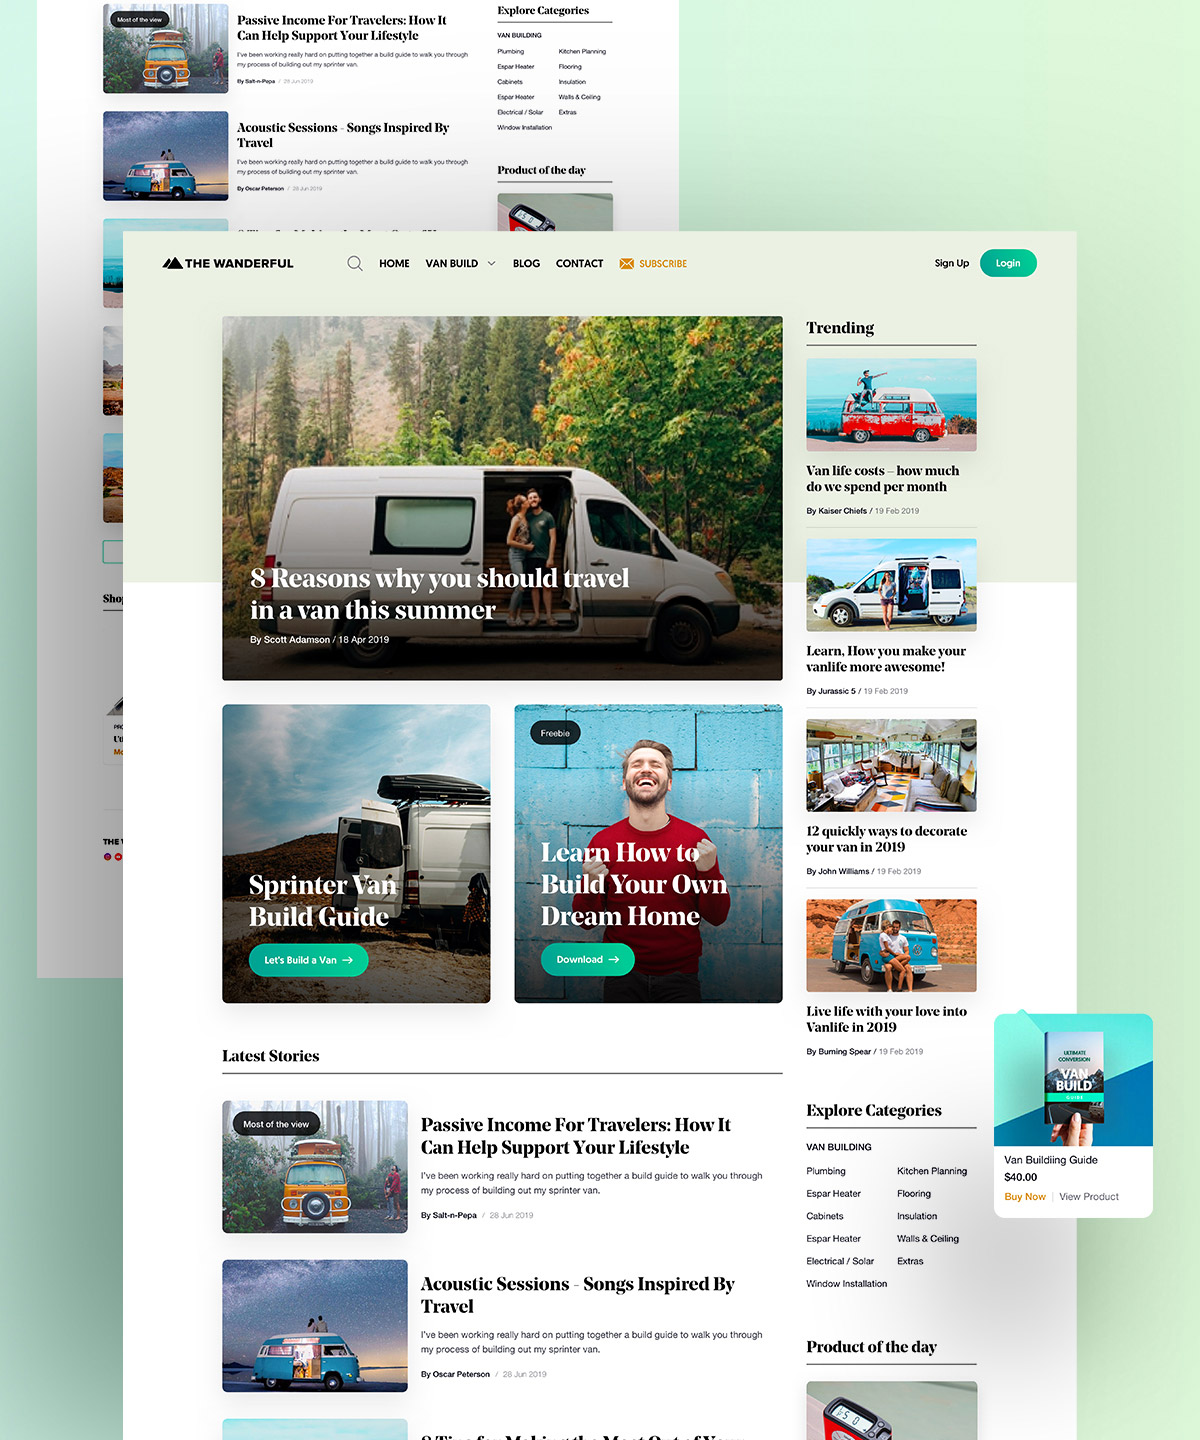 Most of the view
Passive Income For Travelers: How It
Can Help Support Your Lifestyle
I've been working really hard on putting together a build guide to walk you through
my process of building out my sprinter van.
By Salt-n-Pepa / 28 Jun 2019
Acoustic Sessions - Songs Inspired By
Travel
I've been working really hard on putting together a build guide to walk you through
my process of building out my sprinter van.
By Oscar Peterson / 28 Jun 2019
Explore Categories
VAN BUILDING
Plumbing
Kitchen Planning
Espar Heater
Flooring
Cabinets
Insulation
Espar Heater
Walls & Ceiling
Electrical / Solar
Extras
Window Installation
Product of the day
THE WANDERFUL
HOME
VAN BUILD
BLOG
CONTACT
SUBSCRIBE
Sign Up
Login
8 Reasons why you should travel
in a van this summer
By Scott Adamson / 18 Apr 2019
Sprinter Van
Build Guide
Let's Build a Van →
Freebie
Learn How to
Build Your Own
Dream Home
Download →
Trending
Van life costs – how much
do we spend per month
By Kaiser Chiefs / 19 Feb 2019
Learn, How you make your
vanlife more awesome!
By Jurassic 5 / 19 Feb 2019
12 quickly ways to decorate
your van in 2019
By John Williams / 19 Feb 2019
Live life with your love into
Vanlife in 2019
By Burning Spear / 19 Feb 2019
Latest Stories
Most of the view
Passive Income For Travelers: How It
Can Help Support Your Lifestyle
I've been working really hard on putting together a build guide to walk you through
my process of building out my sprinter van.
By Salt-n-Pepa / 28 Jun 2019
Acoustic Sessions - Songs Inspired By
Travel
I've been working really hard on putting together a build guide to walk you through
my process of building out my sprinter van.
By Oscar Peterson / 28 Jun 2019
8 Tips for Making the Most Out of Your
Explore Categories
VAN BUILDING
Plumbing
Kitchen Planning
Espar Heater
Flooring
Cabinets
Insulation
Espar Heater
Walls & Ceiling
Electrical / Solar
Extras
Window Installation
Product of the day
ULTIMATE
CONVERSION
VAN
BUILD
GUIDE
Van Buildiing Guide
$40.00
Buy Now | View Product